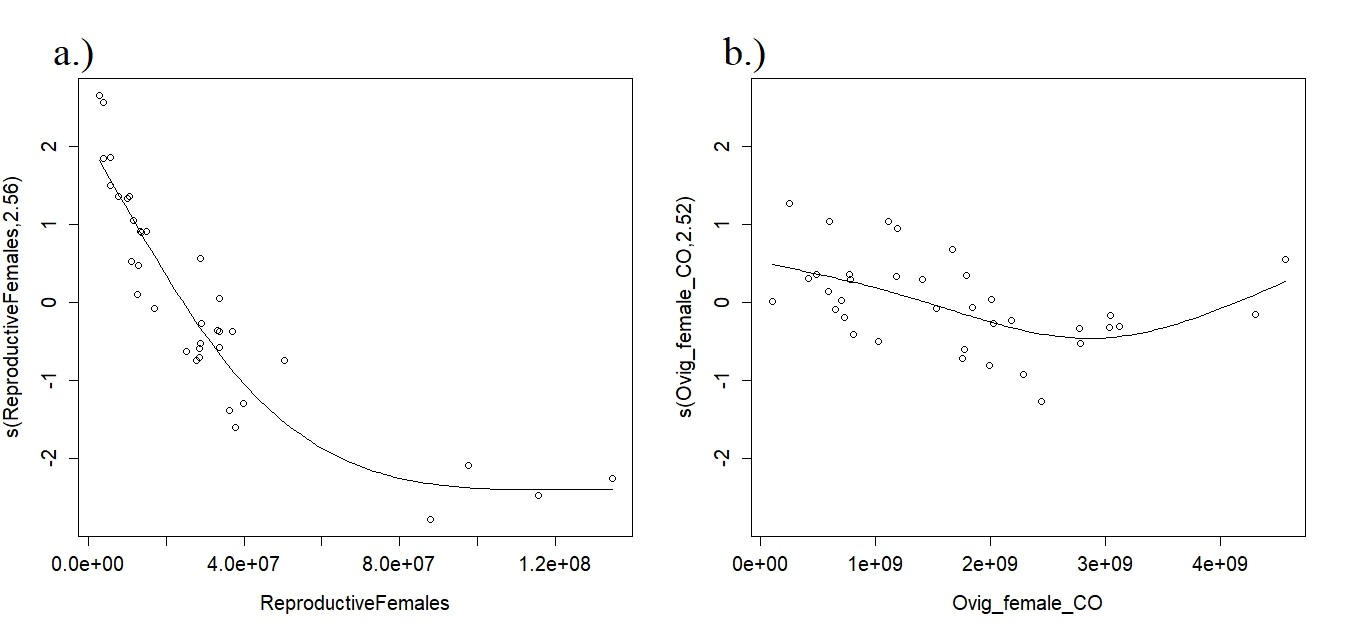 a.)
s(ReproductiveFemales,2.56)
2
1
0
-1
-2
0.0e+00 4.0e+07 8.0e+07 1.2e+08
ReproductiveFemales
b.)
s(Ovig_female_CO,2.52)
2
1
0
-1
-2
0e+00 1e+09 2e+09 3e+09 4e+09
Ovig_female_CO